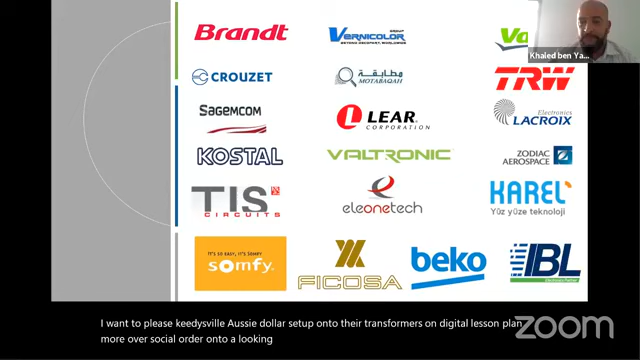 Brandt
GROUP
VERNICOLOR
BEYOND DECOR(IM), WORLDWIDE
Khaled ben Ya...
CROUZET
مطابقة
MOTABAQAH
TRW
SAGEMCOM
LEAR
CORPORATION
Electronics
LACROIX
KOSTAL
VALTRONIC
ZODIAC
AEROSPACE
TIS
CIRCUITS
eleonetech
KAREL
Yüz yüze teknoloji
IT'S SO EASY, IT'S SOMFY
somfy
FICOSA
beko
IBL
I want to please keedysville Aussie dollar setup onto their transformers on digital lesson plan
more over social order onto a looking
zoom